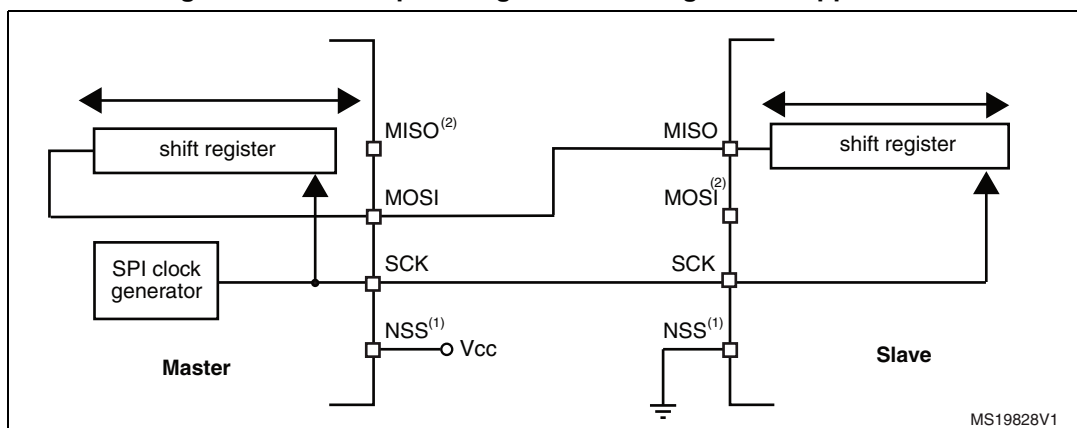 MISO(2)
MISO
shift register
shift register
MOSI
MOSI(2)
SCK
SCK
SPI clock
generator
NSS(1)
Vcc
NSS(1)
Master
Slave
MS19828V1